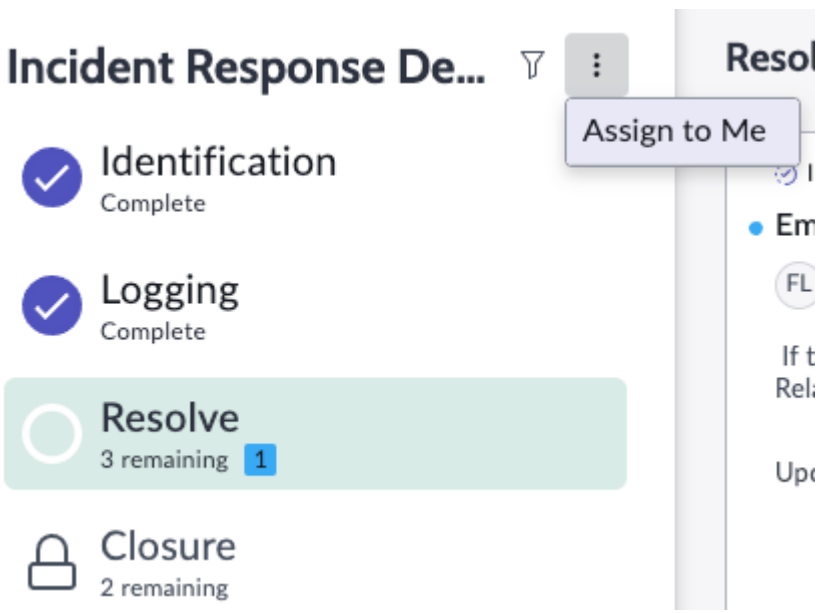 Incident Response De...
Assign to Me
Identification
Complete
Logging
Complete
Resolve
3 remaining 1
Closure
2 remaining
Resol
I
Em
FL
If t
Rela
Upd